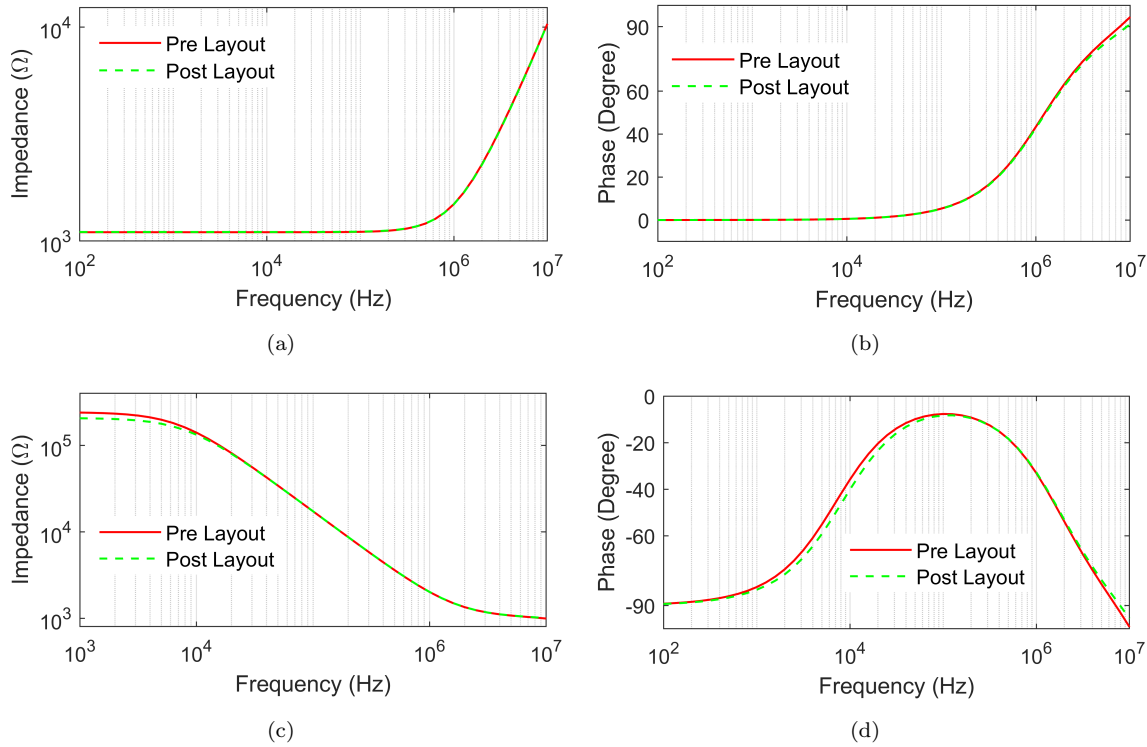 10^4
Impedance (Ω)
Pre Layout
Post Layout
10^3
10^2
10^4
10^6
10^7
Frequency (Hz)
(a)
90
60
40
20
0
Phase (Degree)
Pre Layout
Post Layout
10^2
10^4
10^6
10^7
Frequency (Hz)
(b)
10^5
10^4
10^3
Impedance (Ω)
Pre Layout
Post Layout
10^3
10^4
10^6
10^7
Frequency (Hz)
(c)
0
-20
-40
-60
-90
Phase (Degree)
Pre Layout
Post Layout
10^2
10^4
10^6
10^7
Frequency (Hz)
(d)